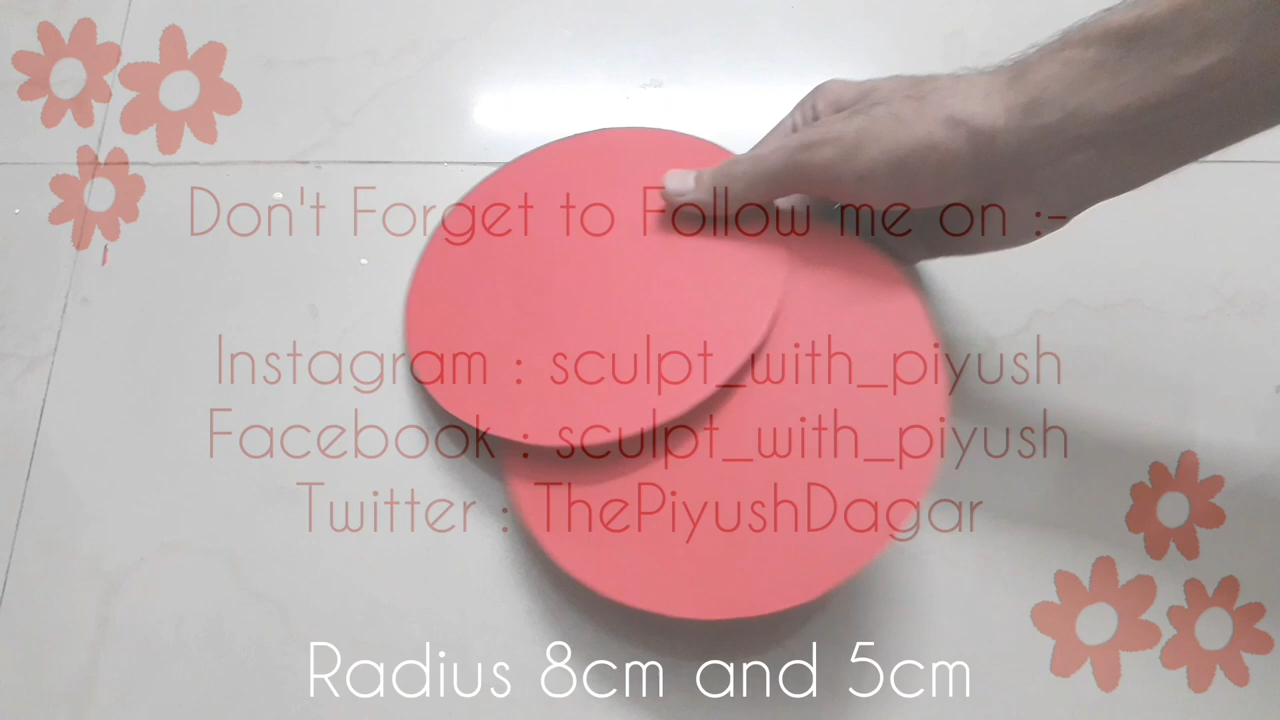 Don't Forget to Follow me on :-
Instagram : sculpt_with_piyush
Facebook : sculpt_with_piyush
Twitter : ThePiyushDagar
Radius 8cm and 5cm